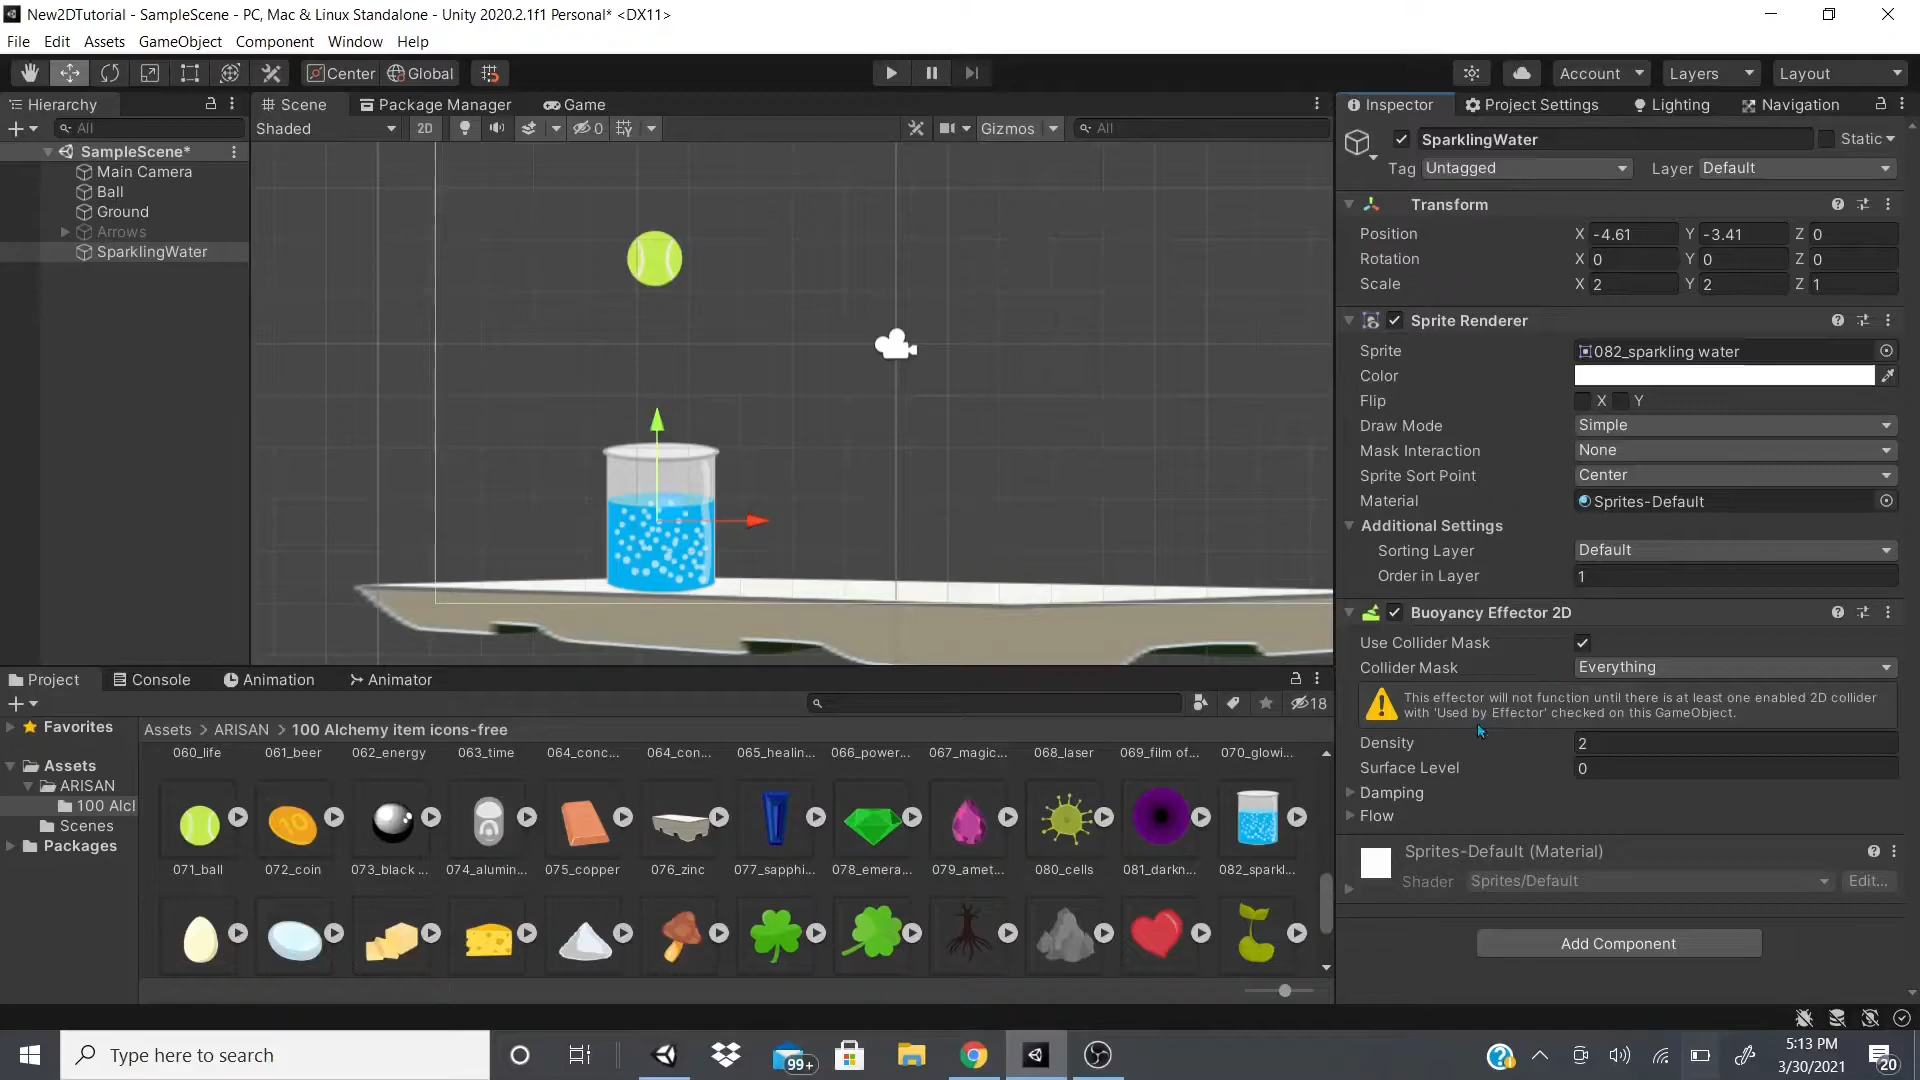 New2DTutorial - SampleScene - PC, Mac & Linux Standalone - Unity 2020.2.1f1 Personal* <DX11>
File Edit Assets GameObject Component Window Help
Center Global Account Layers Layout
Hierarchy
All
SampleScene*
Main Camera
Ball
Ground
Arrows
SparklingWater
Scene Package Manager Game
Shaded 2D 0 Gizmos All
Inspector Project Settings Lighting Navigation
SparklingWater Static
Tag Untagged Layer Default
Transform
Position X -4.61 Y -3.41 Z 0
Rotation X 0 Y 0 Z 0
Scale X 2 Y 2 Z 1
Sprite Renderer
Sprite 082_sparkling water
Color
Flip X Y
Draw Mode Simple
Mask Interaction None
Sprite Sort Point Center
Material Sprites-Default
Additional Settings
Sorting Layer Default
Order in Layer 1
Buoyancy Effector 2D
Use Collider Mask
Collider Mask Everything
This effector will not function until there is at least one enabled 2D collider
with 'Used by Effector' checked on this GameObject.
Density 2
Surface Level 0
Damping
Flow
Sprites-Default (Material)
Shader Sprites/Default Edit...
Add Component
Project Console Animation Animator
18
Favorites
Assets
ARISAN
100 Alcl
Scenes
Packages
Assets > ARISAN > 100 Alchemy item icons-free
060_life 061_beer 062_energy 063_time 064_conc... 064_con... 065_healin... 066_power... 067_magic... 068_laser 069_film of... 070_glowi...
10
071_ball 072_coin 073_black ... 074_alumin... 075_copper 076_zinc 077_sapphi... 078_emera... 079_amet... 080_cells 081_darkn... 082_sparkl...
Type here to search
99+
5:13 PM
3/30/2021
20